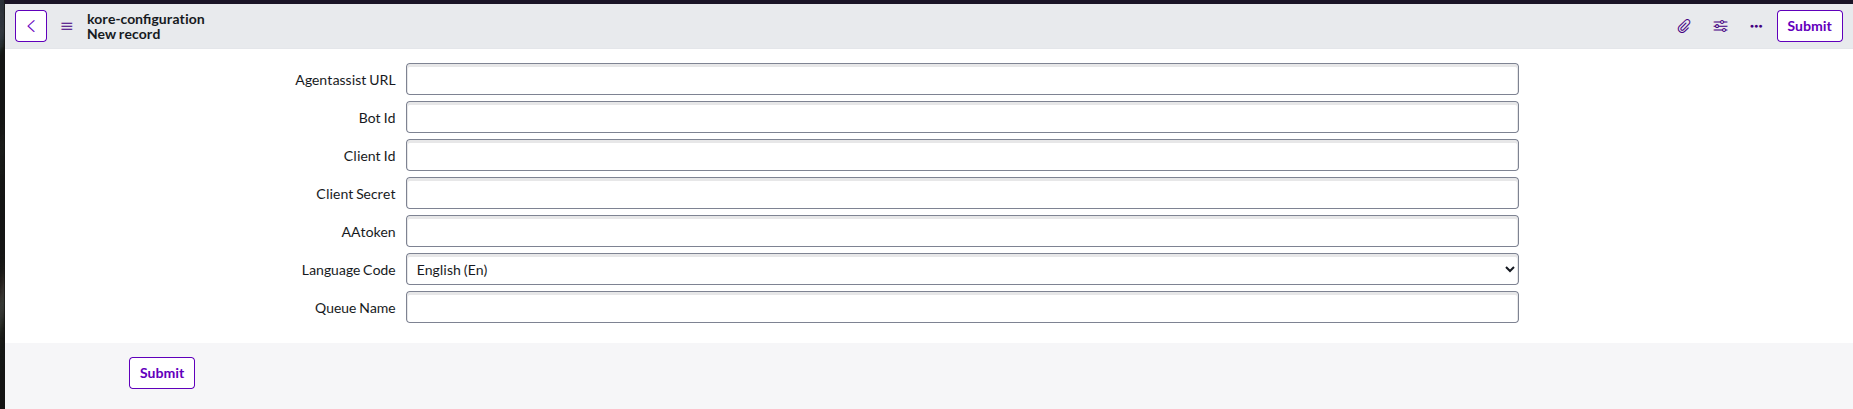 kore-configuration
New record
Submit
Agentassist URL
Bot Id
Client Id
Client Secret
AAtoken
Language Code English (En)
Queue Name
Submit